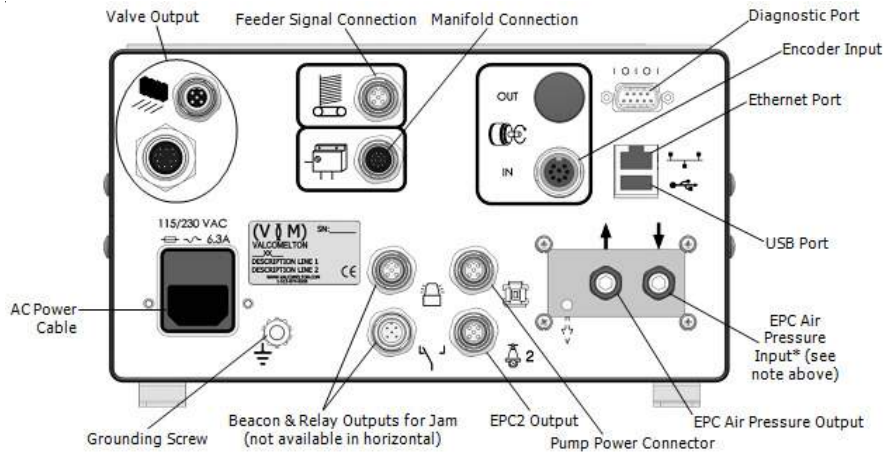 Valve Output
Feeder Signal Connection
Manifold Connection
Diagnostic Port
Encoder Input
Ethernet Port
USB Port
EPC Air
Pressure
Input* (see
note above)
EPC Air Pressure Output
Pump Power Connector
EPC2 Output
Beacon & Relay Outputs for Jam
(not available in horizontal)
Grounding Screw
AC Power
Cable
OUT
IN
IOIOI
115/230 VAC
6.3A
(V M)
SN:
VALCOMELTON
XX
DESCRIPTION LINE 1
DESCRIPTION LINE 2
CE
2